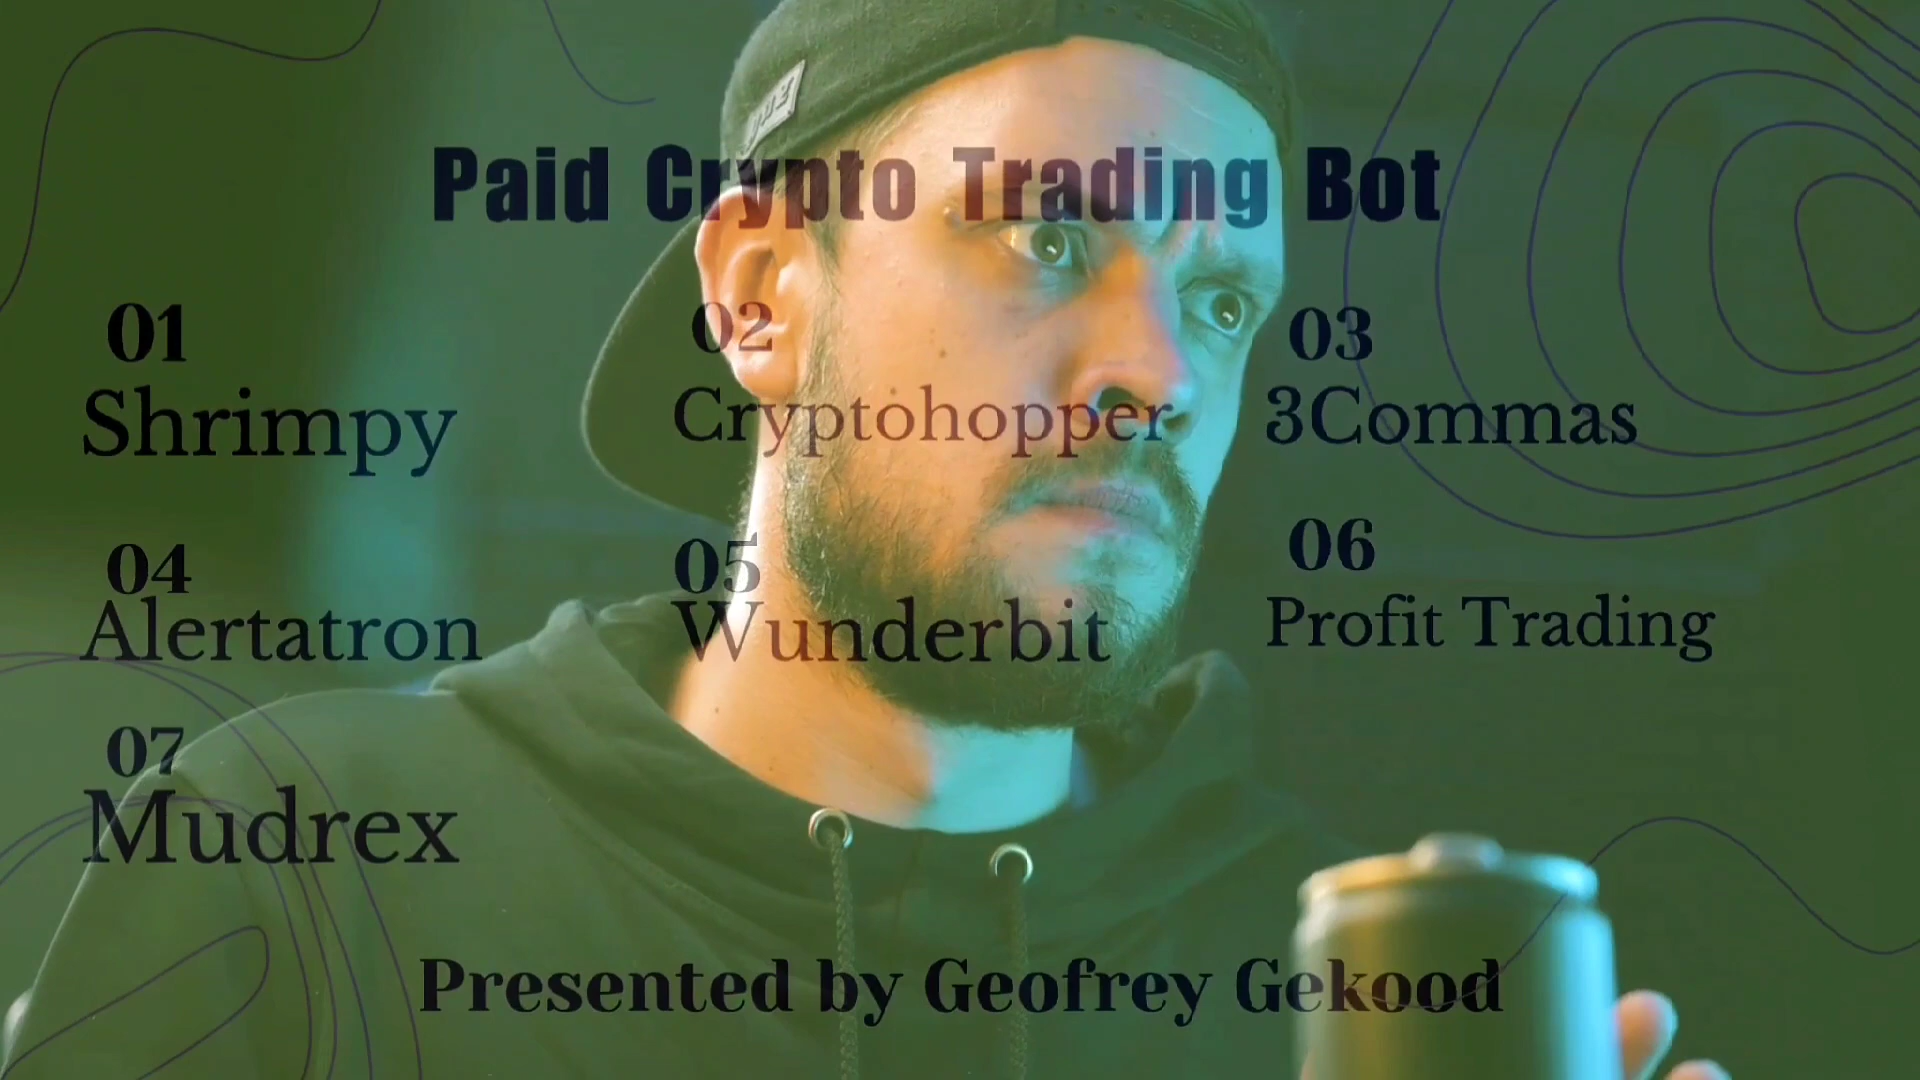 Paid Crypto Trading Bot
01
Shrimpy
02
Cryptohopper
03
3Commas
04
Alertatron
05
Wunderbit
06
Profit Trading
07
Mudrex
Presented by Geofrey Gekood